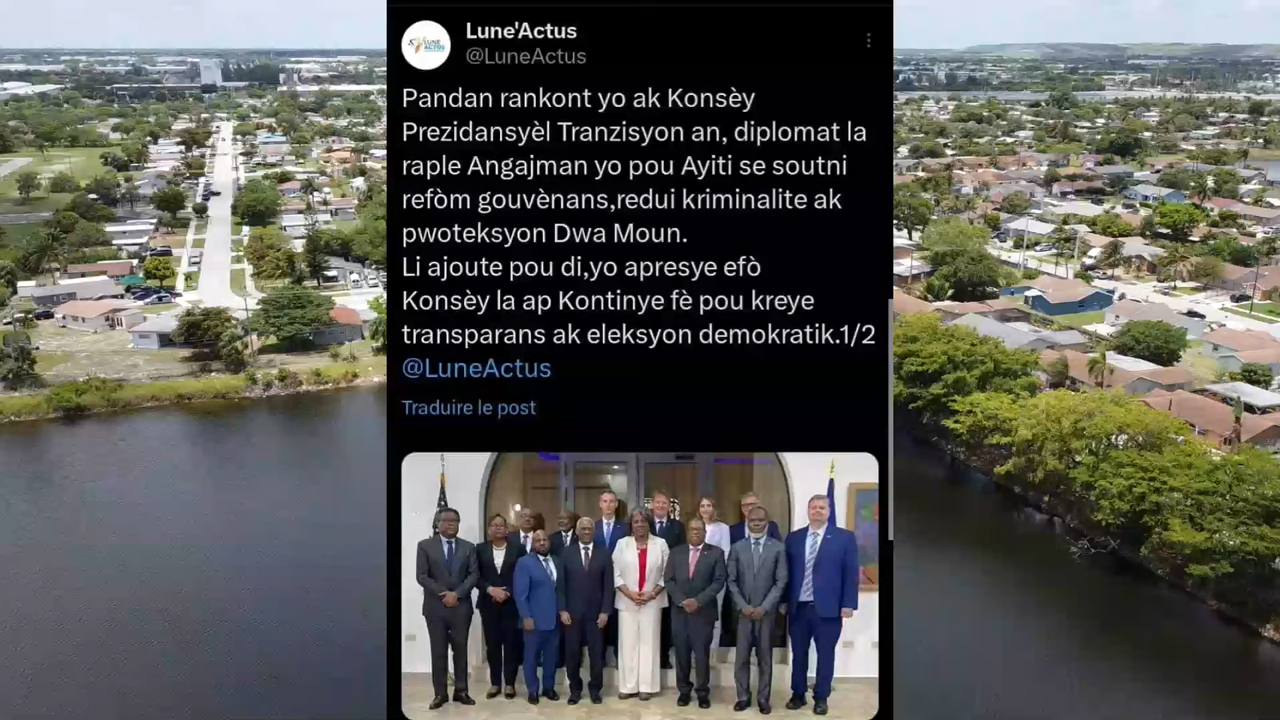 Lune'Actus
@LuneActus
Pandan rankont yo ak Konsèy
Prezidansyèl Tranzisyon an, diplomat la
raple Angajman yo pou Ayiti se soutni
refòm gouvènans,redui kriminalite ak
pwoteksyon Dwa Moun.
Li ajoute pou di,yo apresye efò
Konsèy la ap Kontinye fè pou kreye
transparans ak eleksyon demokratik.1/2
@LuneActus
Traduire le post